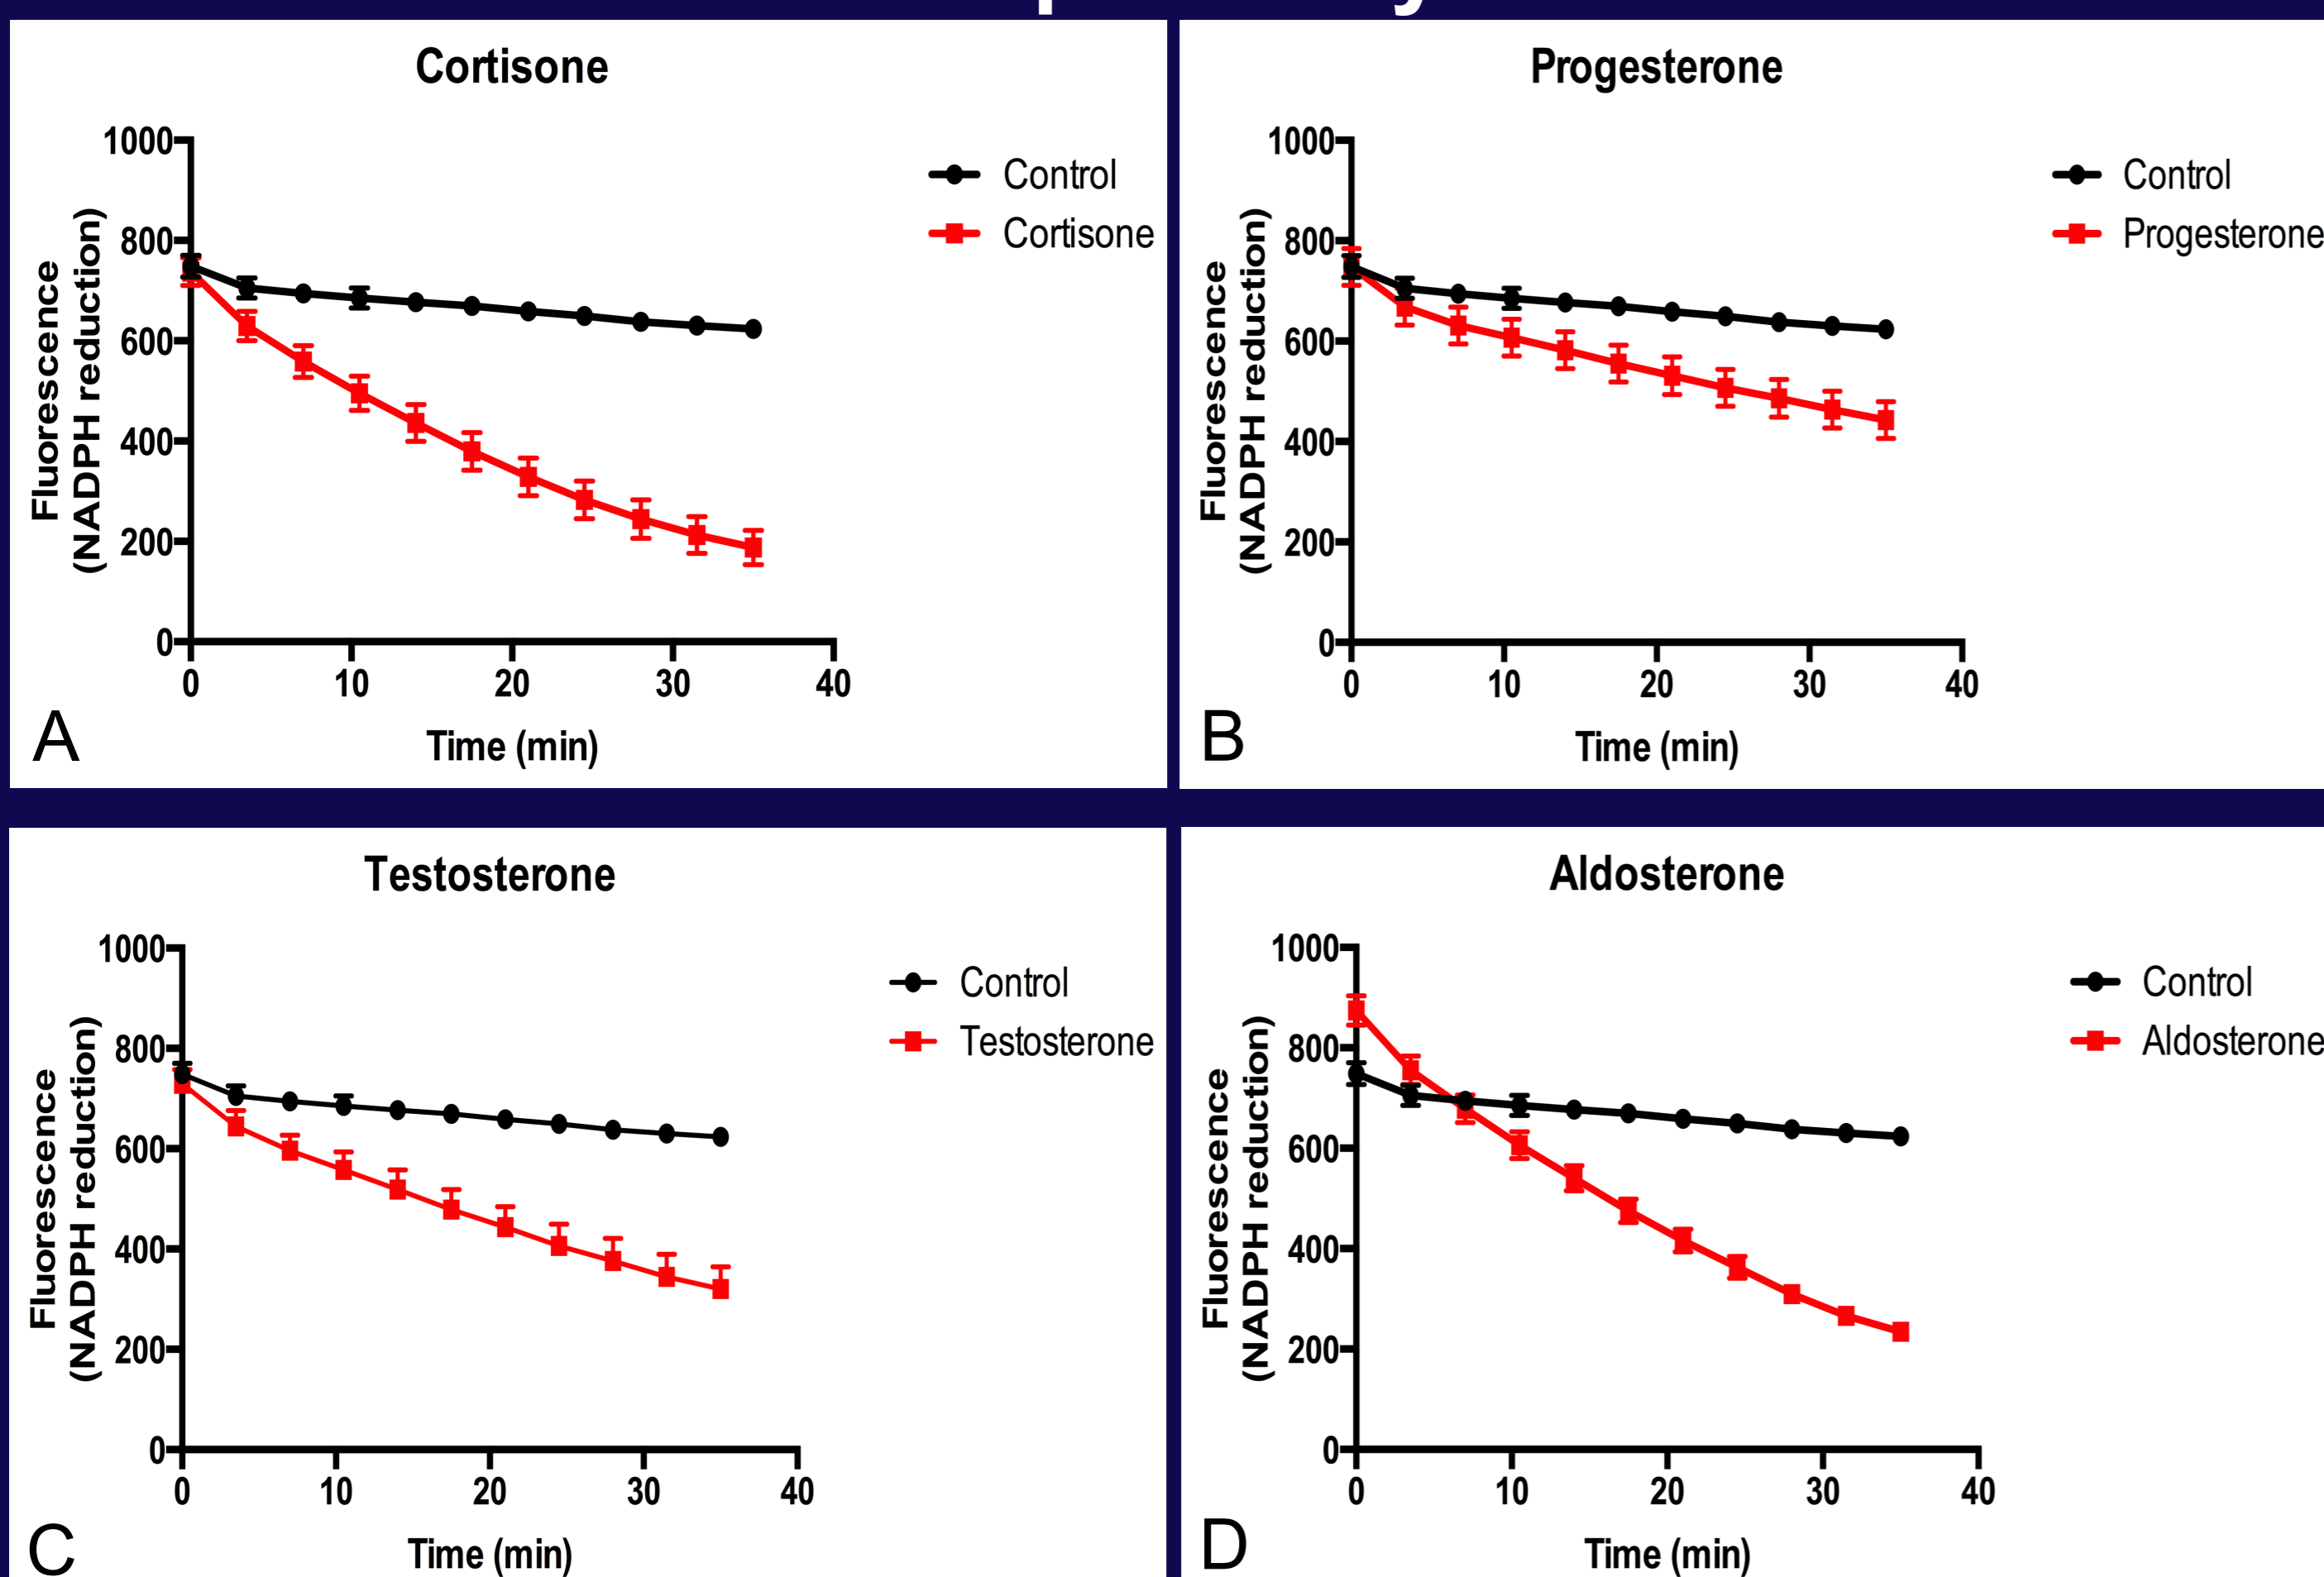 Cortisone
1000
800
600
400
200
0
0 10 20 30 40
Fluorescence
(NADPH reduction)
Time (min)
Control
Cortisone
A
Progesterone
1000
800
600
400
200
0
0 10 20 30 40
Fluorescence
(NADPH reduction)
Time (min)
Control
Progesterone
B
Testosterone
1000
800
600
400
200
0
0 10 20 30 40
Fluorescence
(NADPH reduction)
Time (min)
Control
Testosterone
C
Aldosterone
1000
800
600
400
200
0
0 10 20 30 40
Fluorescence
(NADPH reduction)
Time (min)
Control
Aldosterone
D